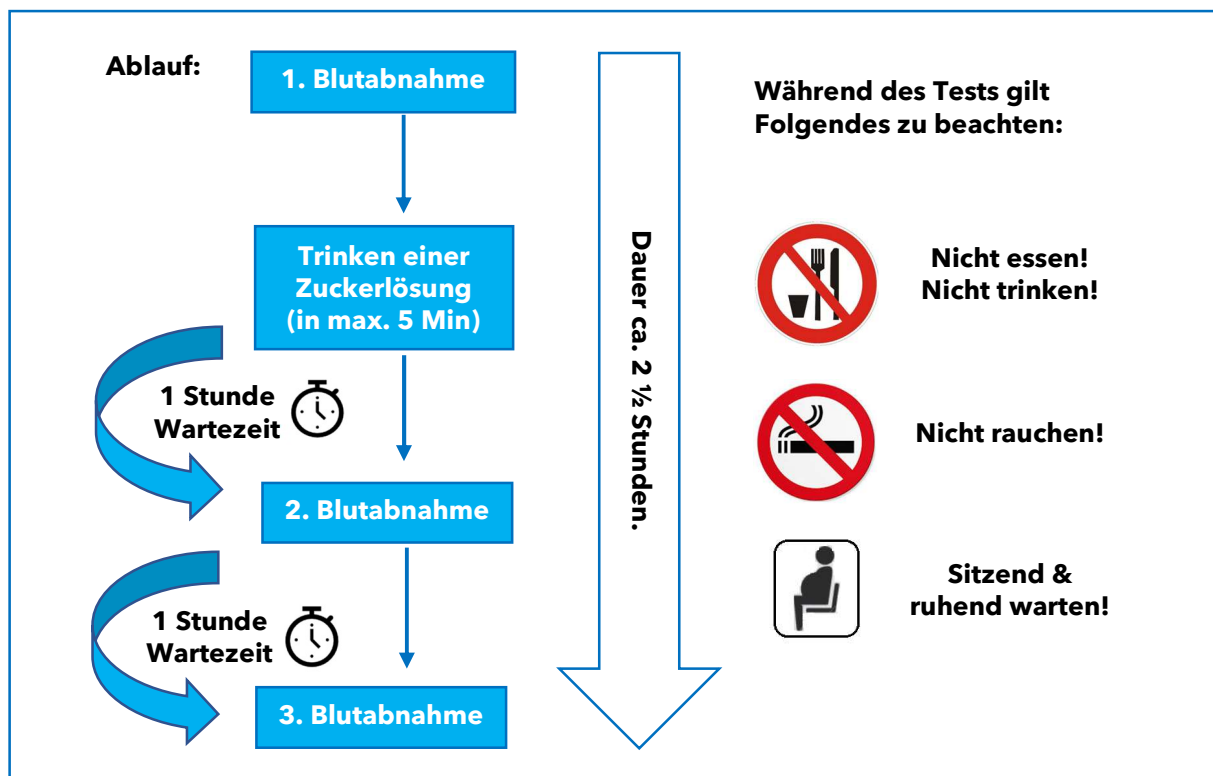 Ablauf:
1. Blutabnahme
Trinken einer
Zuckerlösung
(in max. 5 Min)
1 Stunde
Wartezeit
2. Blutabnahme
1 Stunde
Wartezeit
3. Blutabnahme
Dauer ca. 2 ½ Stunden.
Während des Tests gilt
Folgendes zu beachten:
Nicht essen!
Nicht trinken!
Nicht rauchen!
Sitzend &
ruhend warten!